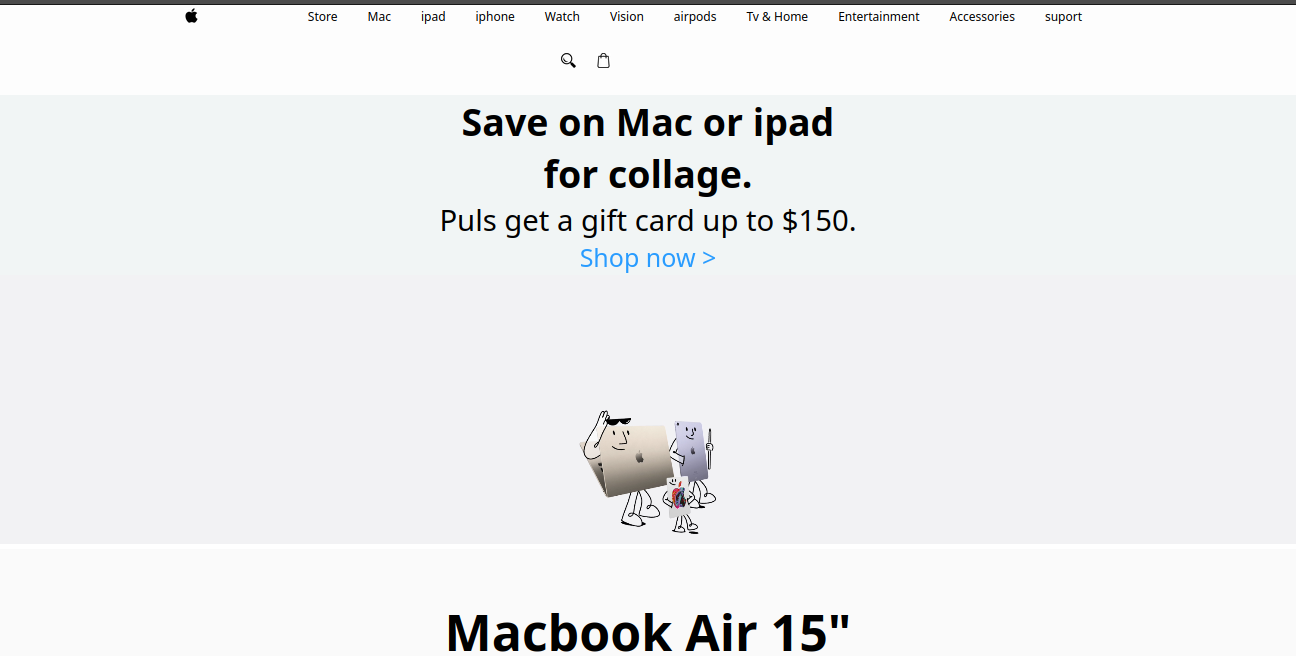 Store Mac ipad iphone Watch Vision airpods Tv & Home Entertainment Accessories suport
Save on Mac or ipad
for collage.
Puls get a gift card up to $150.
Shop now >
Macbook Air 15"